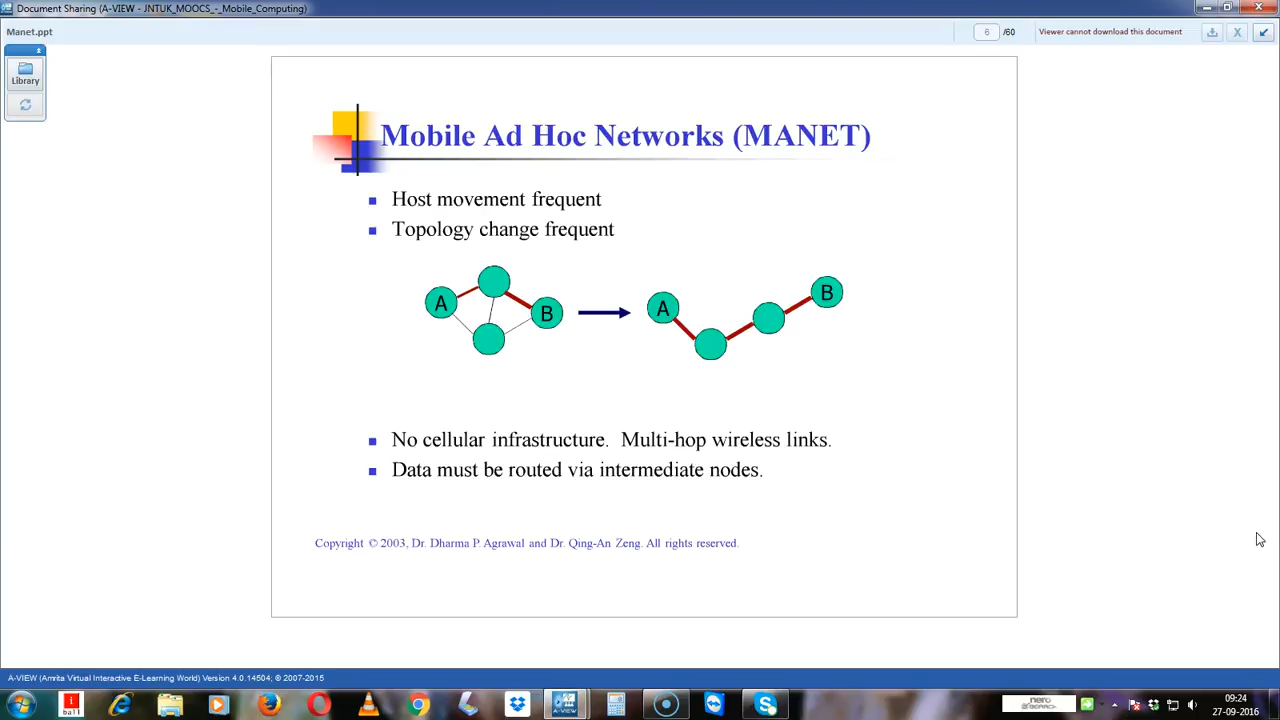 Document Sharing (A-VIEW - JNTUK_MOOCS_-_Mobile_Computing)
Manet.ppt
6 /60
Viewer cannot download this document
X
Library
Mobile Ad Hoc Networks (MANET)
Host movement frequent
Topology change frequent
A
B
A
B
No cellular infrastructure. Multi-hop wireless links.
Data must be routed via intermediate nodes.
Copyright © 2003, Dr. Dharma P. Agrawal and Dr. Qing-An Zeng. All rights reserved.
A-VIEW (Amrita Virtual Interactive E-Learning World) Version 4.0.14504; © 2007-2015
i
ball
A-VIEW
nero
09:24
27-09-2016